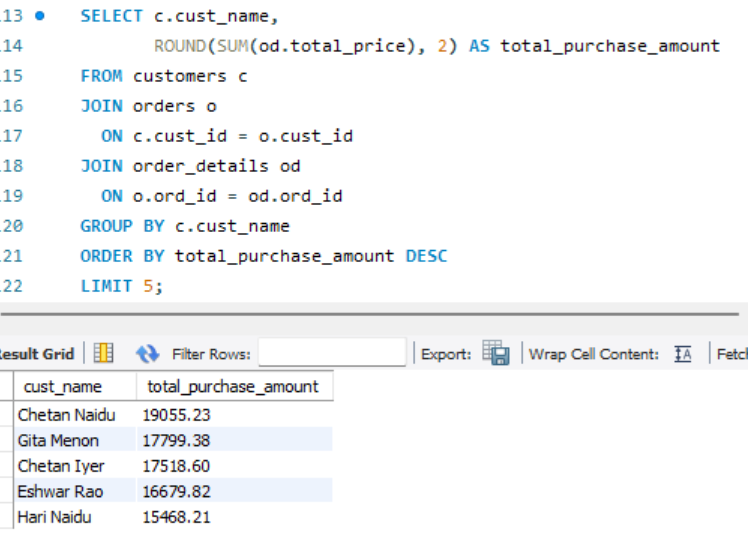 13 SELECT c.cust_name,
14 ROUND(SUM(od.total_price), 2) AS total_purchase_amount
15 FROM customers c
16 JOIN orders o
17 ON c.cust_id = o.cust_id
18 JOIN order_details od
19 ON o.ord_id = od.ord_id
20 GROUP BY c.cust_name
21 ORDER BY total_purchase_amount DESC
22 LIMIT 5;
Result Grid Filter Rows: Export: Wrap Cell Content: IA Fetch
cust_name total_purchase_amount
Chetan Naidu 19055.23
Gita Menon 17799.38
Chetan Iyer 17518.60
Eshwar Rao 16679.82
Hari Naidu 15468.21